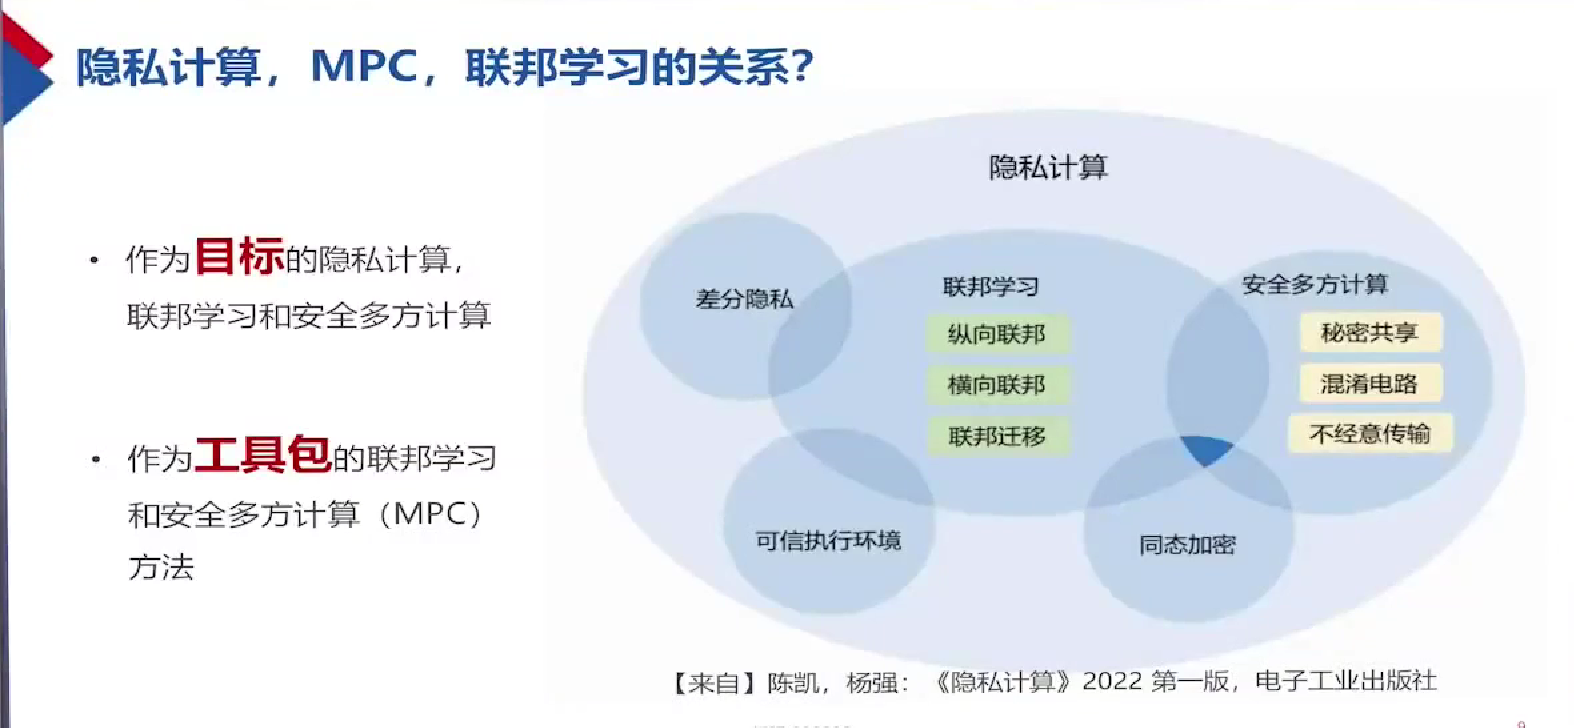 隐私计算，MPC，联邦学习的关系?
• 作为目标的隐私计算，
联邦学习和安全多方计算
• 作为工具包的联邦学习
和安全多方计算（MPC）
方法
隐私计算
差分隐私
联邦学习
纵向联邦
横向联邦
联邦迁移
安全多方计算
秘密共享
混淆电路
不经意传输
可信执行环境
同态加密
【来自】陈凯，杨强：《隐私计算》2022 第一版，电子工业出版社
9